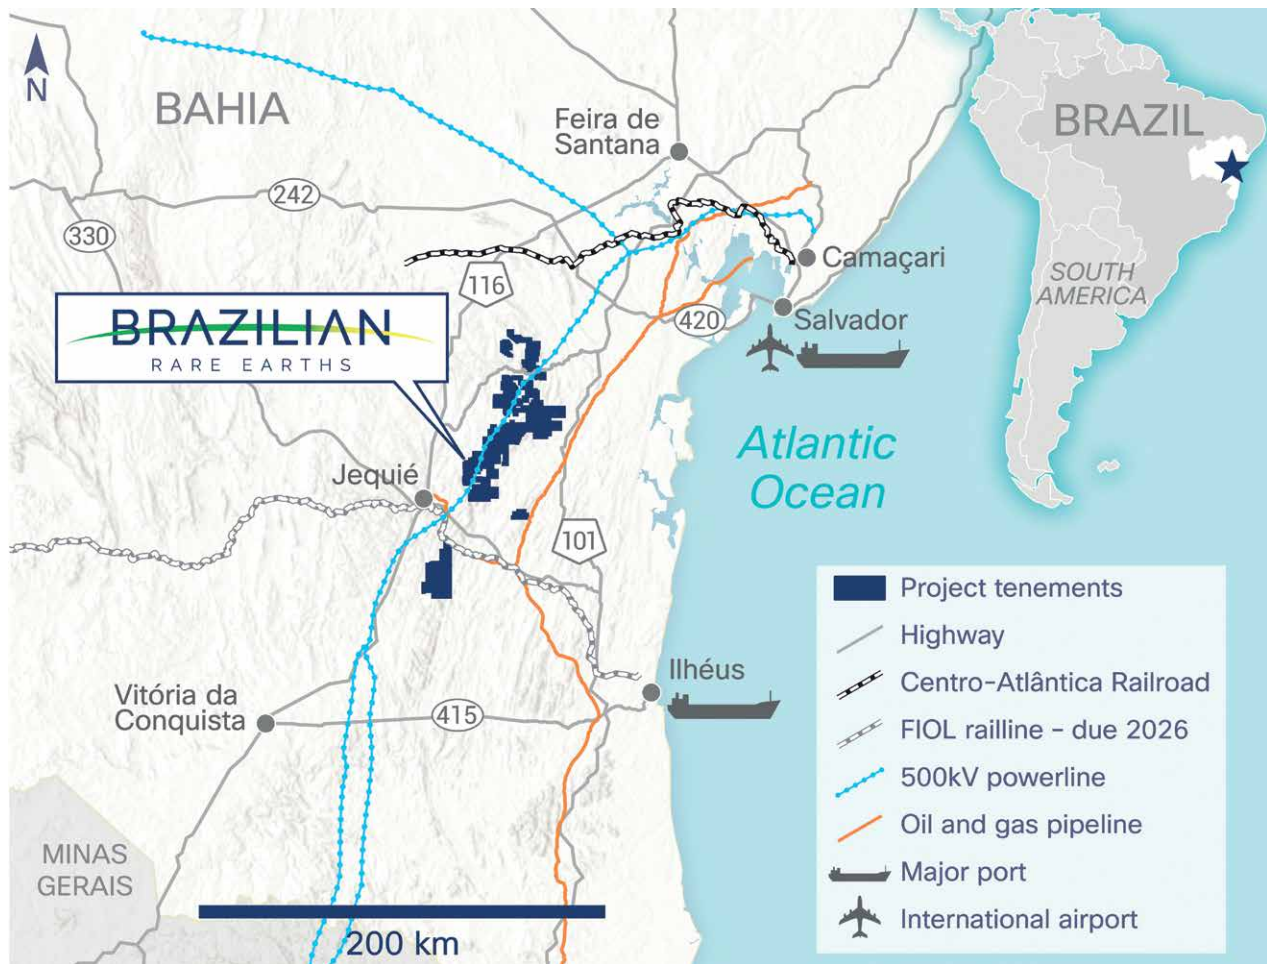 N
BAHIA
Feira de
Santana
BRAZIL
242
330
116
Camaçari
SOUTH
AMERICA
BRAZILIAN
RARE EARTHS
420
Salvador
Atlantic
Ocean
Jequié
101
Project tenements
Highway
Ilhéus
Centro-Atlântica Railroad
Vitória da
Conquista
415
FIOL railline - due 2026
500kV powerline
Oil and gas pipeline
MINAS
GERAIS
Major port
International airport
200 km